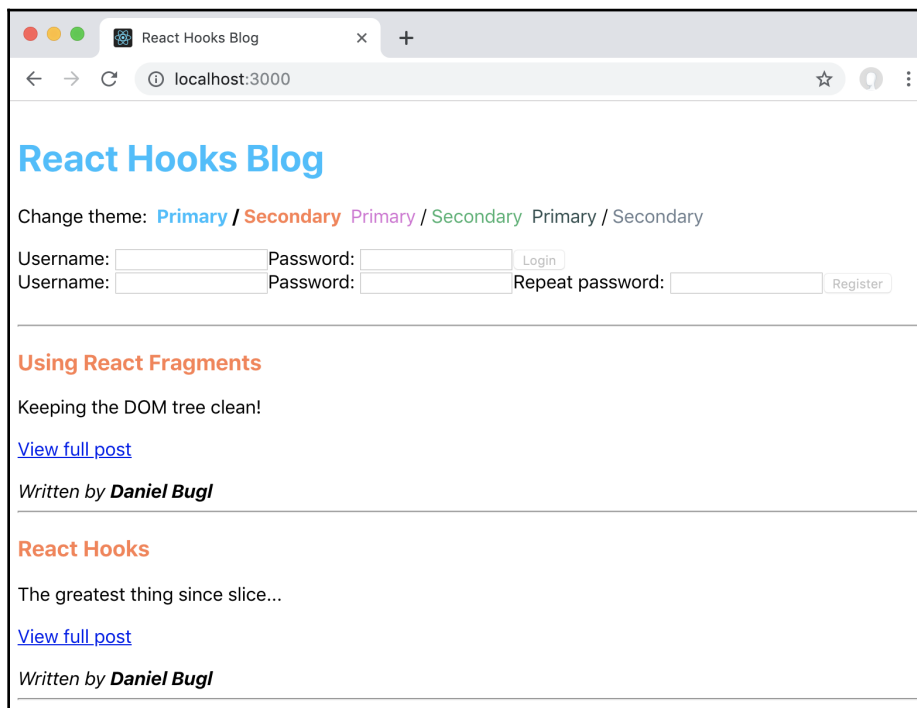 React Hooks Blog
localhost:3000
React Hooks Blog
Change theme: Primary / Secondary Primary / Secondary Primary / Secondary
Username: Password: Login
Username: Password: Repeat password: Register
Using React Fragments
Keeping the DOM tree clean!
View full post
Written by Daniel Bugl
React Hooks
The greatest thing since slice...
View full post
Written by Daniel Bugl